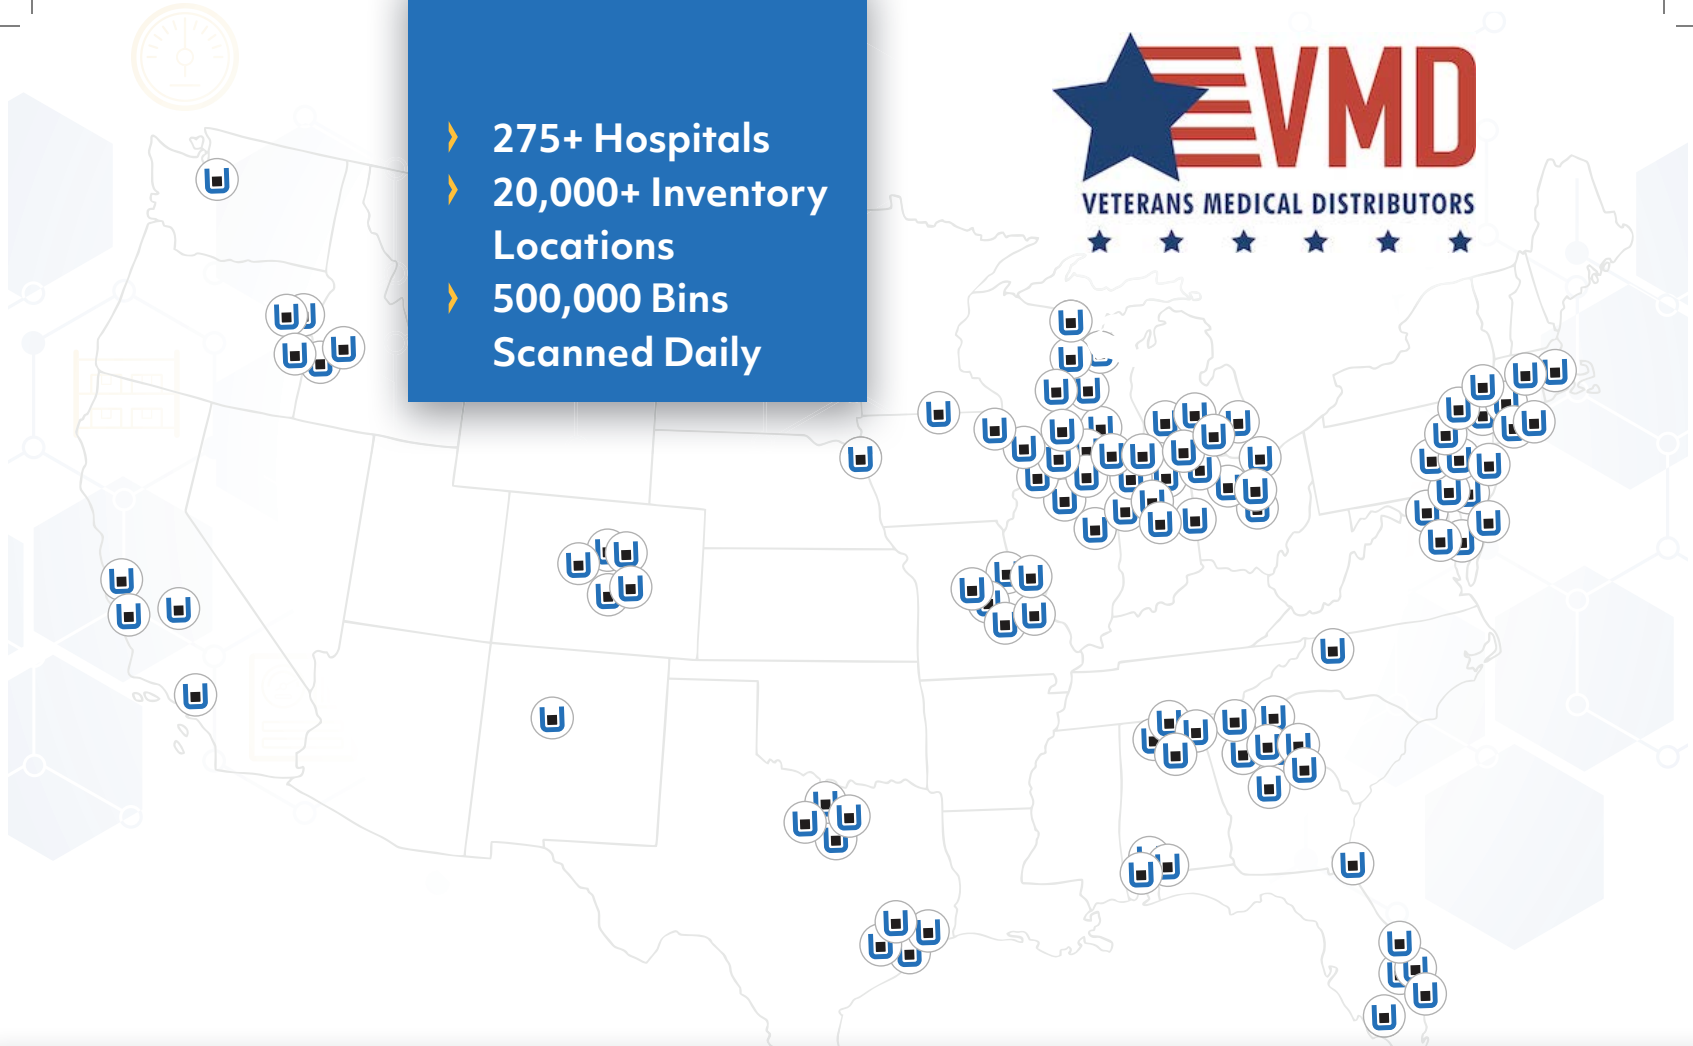 275+ Hospitals
20,000+ Inventory
Locations
500,000 Bins
Scanned Daily
VMD
VETERANS MEDICAL DISTRIBUTORS